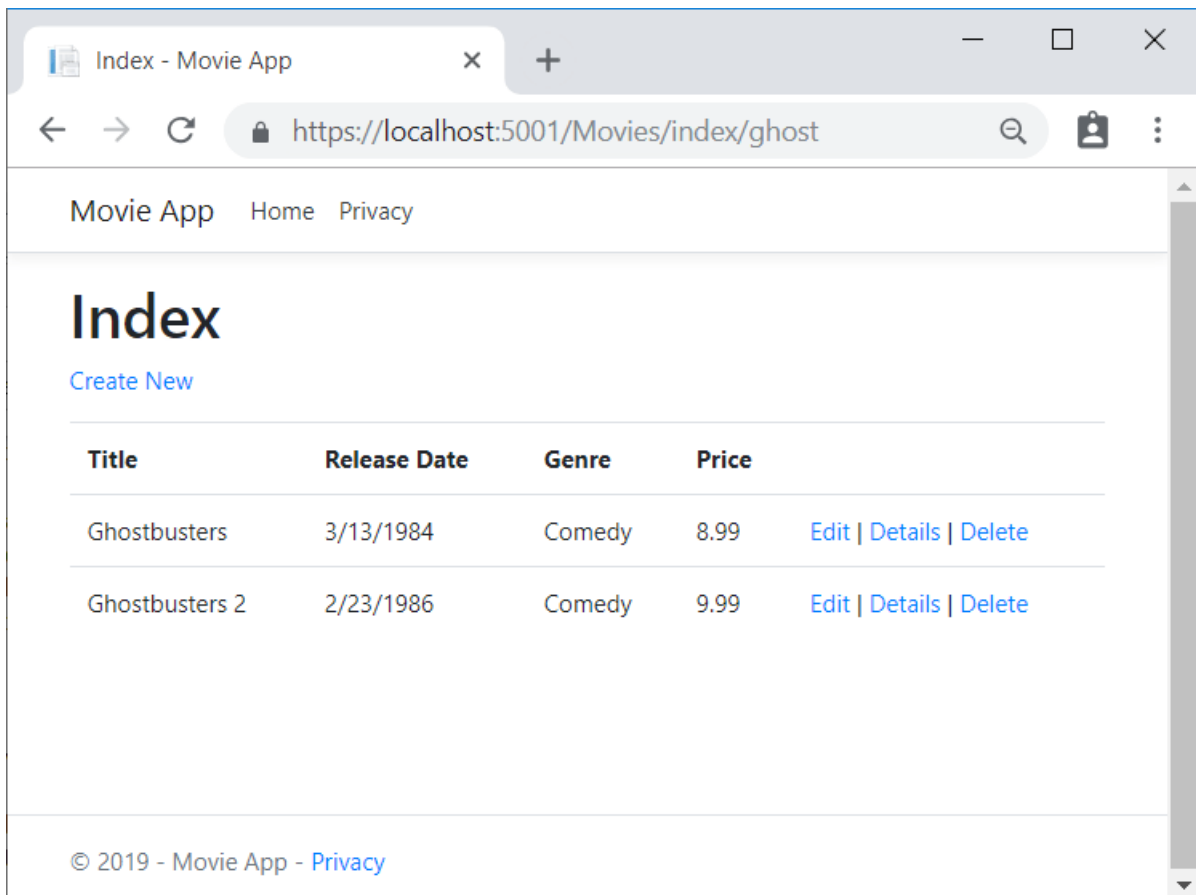 Index - Movie App
https://localhost:5001/Movies/index/ghost
Movie App Home Privacy
Index
Create New
Title Release Date Genre Price
Ghostbusters 3/13/1984 Comedy 8.99 Edit | Details | Delete
Ghostbusters 2 2/23/1986 Comedy 9.99 Edit | Details | Delete
© 2019 - Movie App - Privacy